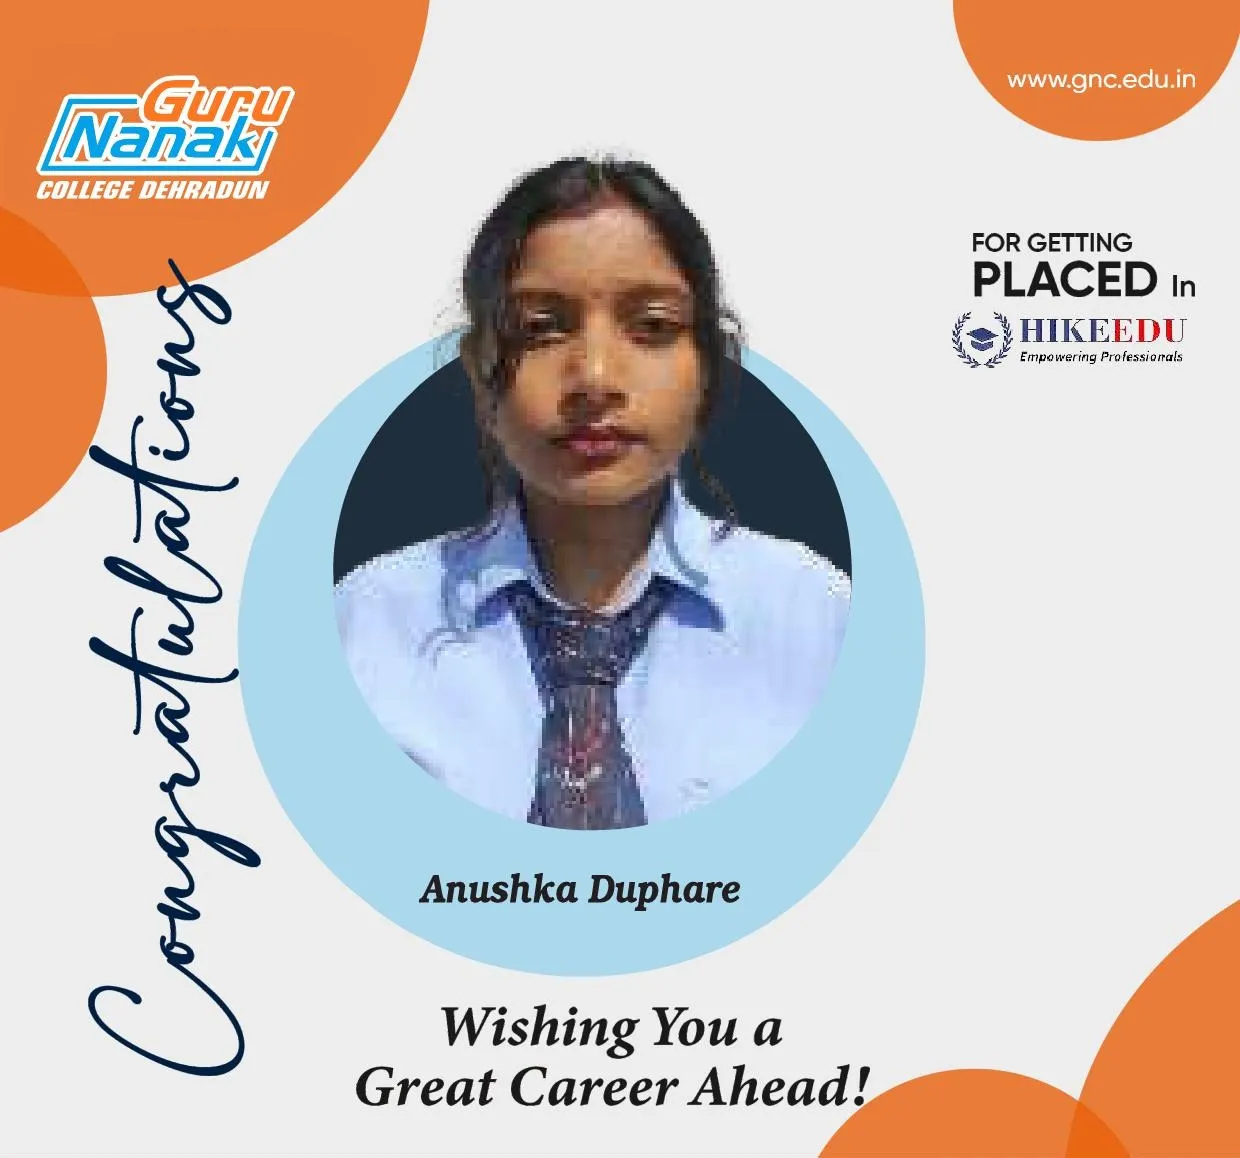 Guru
Nanak
COLLEGE DEHRADUN
www.gnc.edu.in
Congratulations
FOR GETTING
PLACED In
HIKEEDU
Empowering Professionals
Anushka Duphare
Wishing You a
Great Career Ahead!